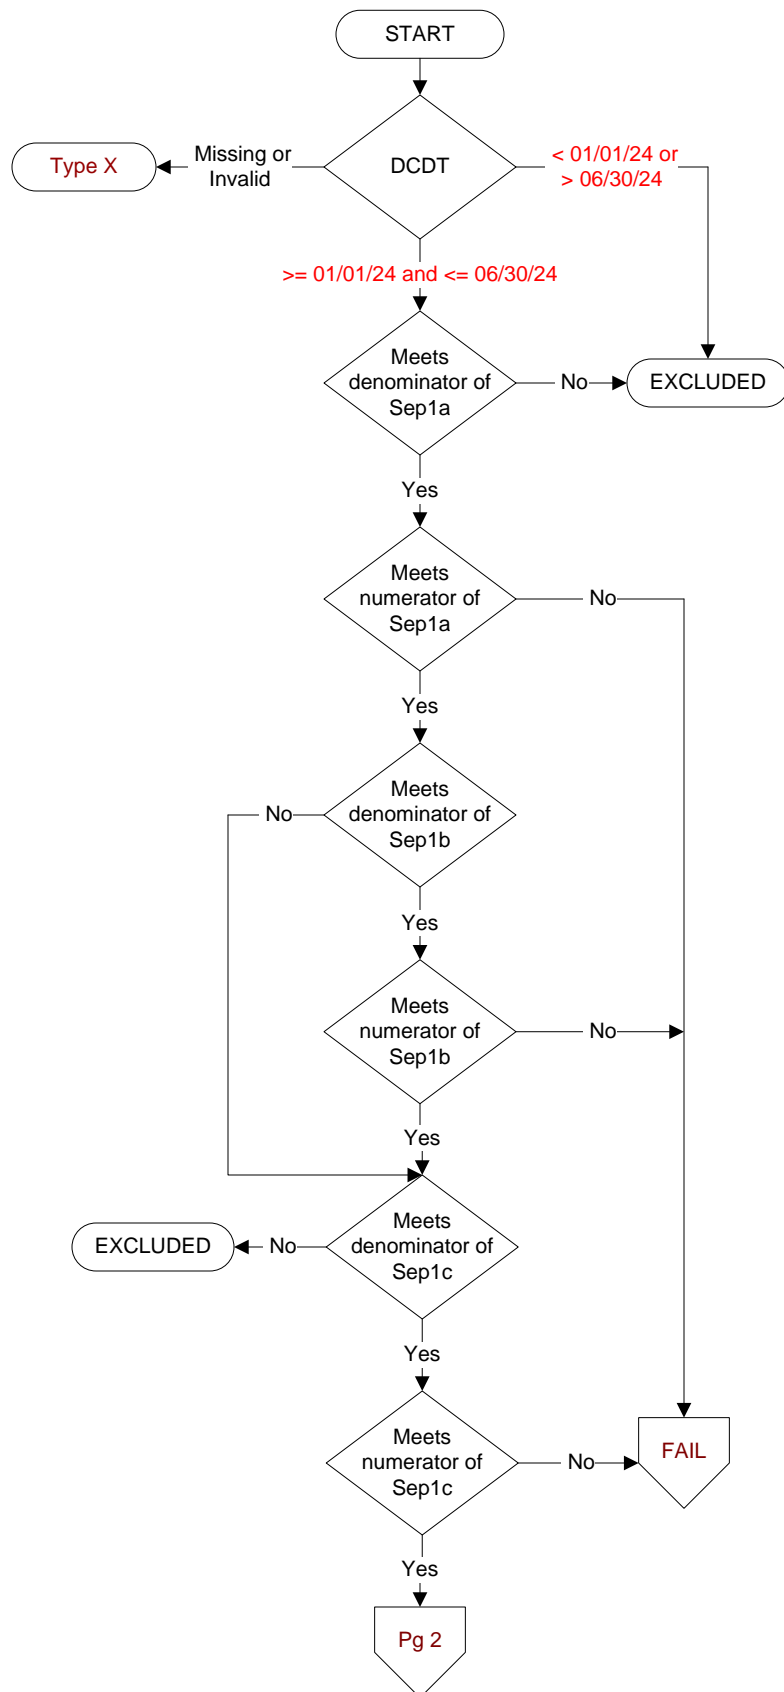 START
DCDT
Missing or
Invalid
Type X
< 01/01/24 or
> 06/30/24
>= 01/01/24 and <= 06/30/24
Meets
denominator of
Sep1a
No
EXCLUDED
Yes
Meets
numerator of
Sep1a
No
Yes
Meets
denominator of
Sep1b
No
Yes
Meets
numerator of
Sep1b
No
Yes
Meets
denominator of
Sep1c
No
EXCLUDED
Yes
Meets
numerator of
Sep1c
No
FAIL
Yes
Pg 2